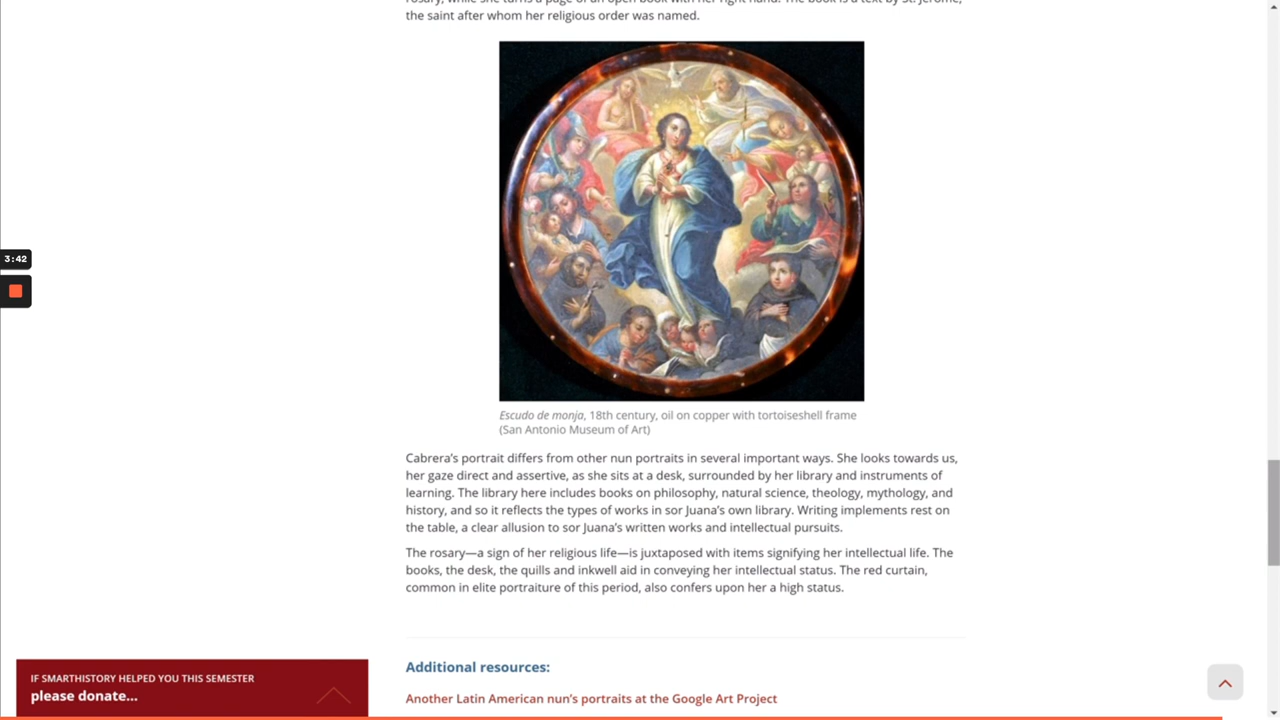 rosary, while she turns a page of an open book with her right hand. The book is a text by St. Jerome,
the saint after whom her religious order was named.
3:42
Escudo de monja, 18th century, oil on copper with tortoiseshell frame
(San Antonio Museum of Art)
Cabrera’s portrait differs from other nun portraits in several important ways. She looks towards us,
her gaze direct and assertive, as she sits at a desk, surrounded by her library and instruments of
learning. The library here includes books on philosophy, natural science, theology, mythology, and
history, and so it reflects the types of works in sor Juana’s own library. Writing implements rest on
the table, a clear allusion to sor Juana’s written works and intellectual pursuits.
The rosary—a sign of her religious life—is juxtaposed with items signifying her intellectual life. The
books, the desk, the quills and inkwell aid in conveying her intellectual status. The red curtain,
common in elite portraiture of this period, also confers upon her a high status.
Additional resources:
Another Latin American nun’s portraits at the Google Art Project
IF SMARTHISTORY HELPED YOU THIS SEMESTER
please donate...